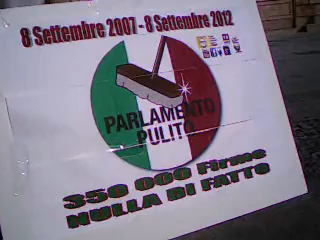 8 Settembre 2007 - 8 Settembre 2012
PARLAMENTO
PULITO
350 000 Firme
NULLA DI FATTO